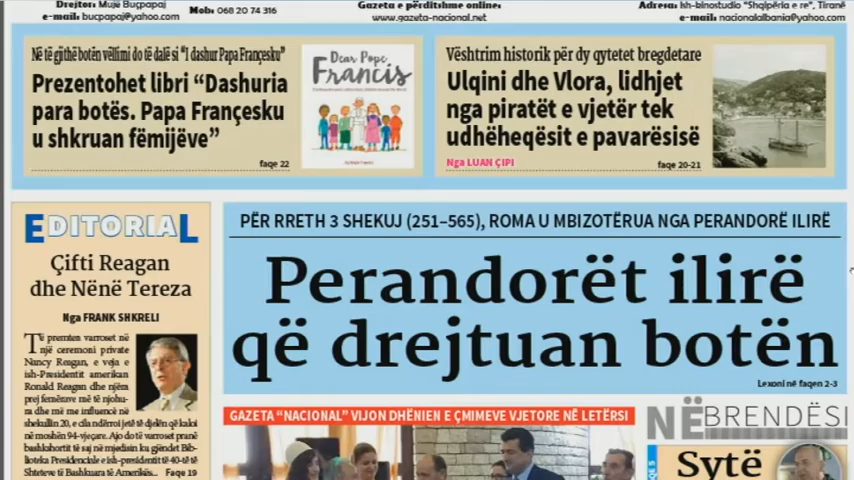 Drejtor: Mujë Buçpapaj
e-mail: bucpapaj@yahoo.com
Mob: 068 20 74 316
Gazeta e përditshme online:
www.gazeta-nacional.net
Adresa: Ish-kinostudio "Shqipëria e re", Tiranë
e-mail: nacionalalbania@yahoo.com
Në të gjithë botën vëllimi do të dalë si "I dashur Papa Françesku"
Prezentohet libri "Dashuria
para botës. Papa Françesku
u shkruan fëmijëve"
faqe 22
Dear Pope
Francis
Vështrim historik për dy qytetet bregdetare
Ulqini dhe Vlora, lidhjet
nga piratët e vjetër tek
udhëheqësit e pavarësisë
Nga LUAN ÇIPI
faqe 20-21
EDITORIAL
Çifti Reagan
dhe Nënë Tereza
Nga FRANK SHKRELI
Të premten varroset në
një ceremoni private
Nancy Reagan, e veja e
ish-Presidentit amerikan
Ronald Reagan dhe njëra
prej femërave më të njohu-
ra dhe më me influencë në
shekullin 20, e cila ndërroi jetë të djelën që kaloi
në moshën 94-vjeçare. Ajo do të varroset pranë
bashkëshortit të saj në mjedisin ku gjëndet Bib-
lioteka Presidenciale e ish-presidentit të 40-të të
Shteteve të Bashkuara të Amerikës...
Faqe 19
PËR RRETH 3 SHEKUJ (251–565), ROMA U MBIZOTËRUA NGA PERANDORË ILIRË
Perandorët ilirë
që drejtuan botën
Lexoni në faqen 2-3
GAZETA "NACIONAL" VIJON DHËNIEN E ÇMIMEVE VJETORE NË LETËRSI
NËBRENDËSI
FAQE 5
Sytë